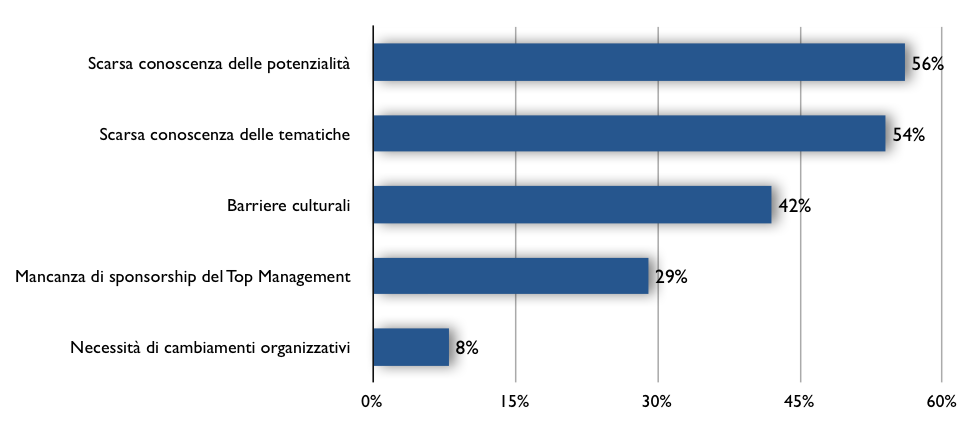 Scarsa conoscenza delle potenzialità
56%
Scarsa conoscenza delle tematiche
54%
Barriere culturali
42%
Mancanza di sponsorship del Top Management
29%
Necessità di cambiamenti organizzativi
8%
0% 15% 30% 45% 60%